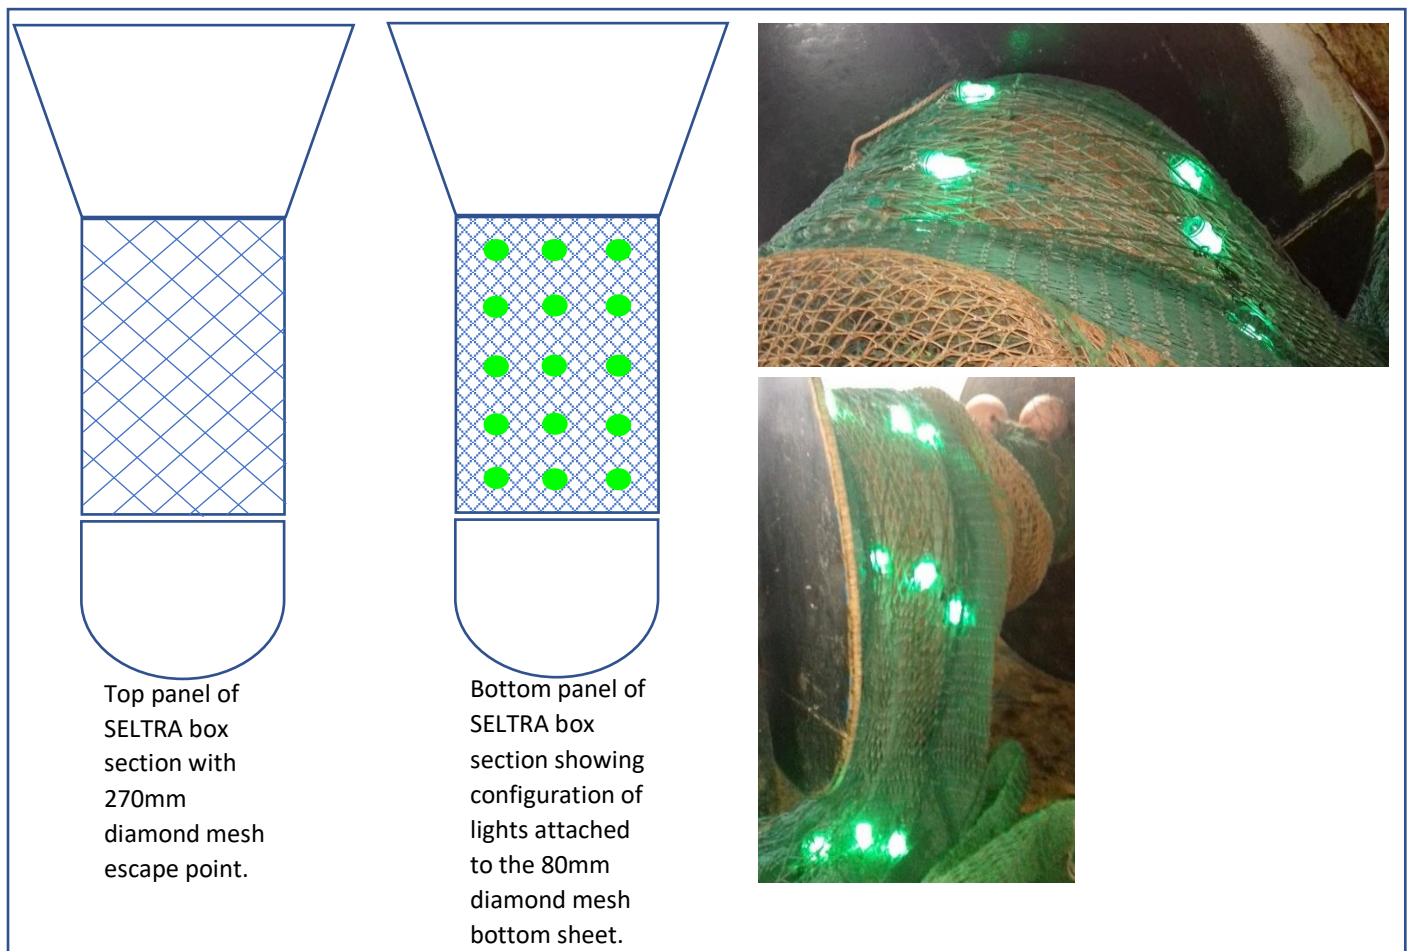 Top panel of
SELTRA box
section with
270mm
diamond mesh
escape point.
Bottom panel of
SELTRA box
section showing
configuration of
lights attached
to the 80mm
diamond mesh
bottom sheet.